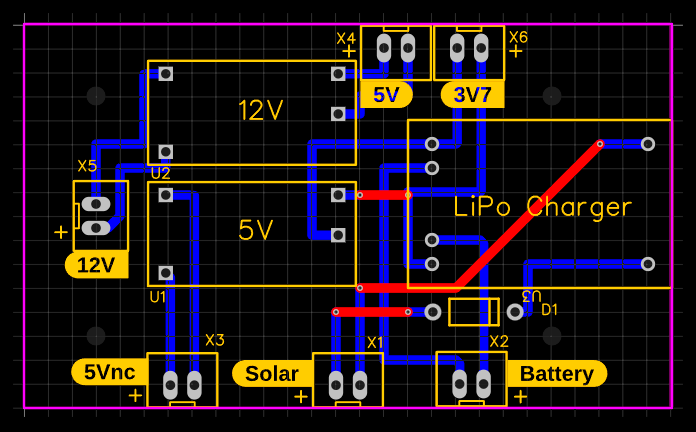 X4
X6
+
+
5V
3V7
12V
X5
U2
+
12V
5V
LiPo Charger
U1
U3
D1
X3
X1
X2
5Vnc
Solar
Battery
+
+
+